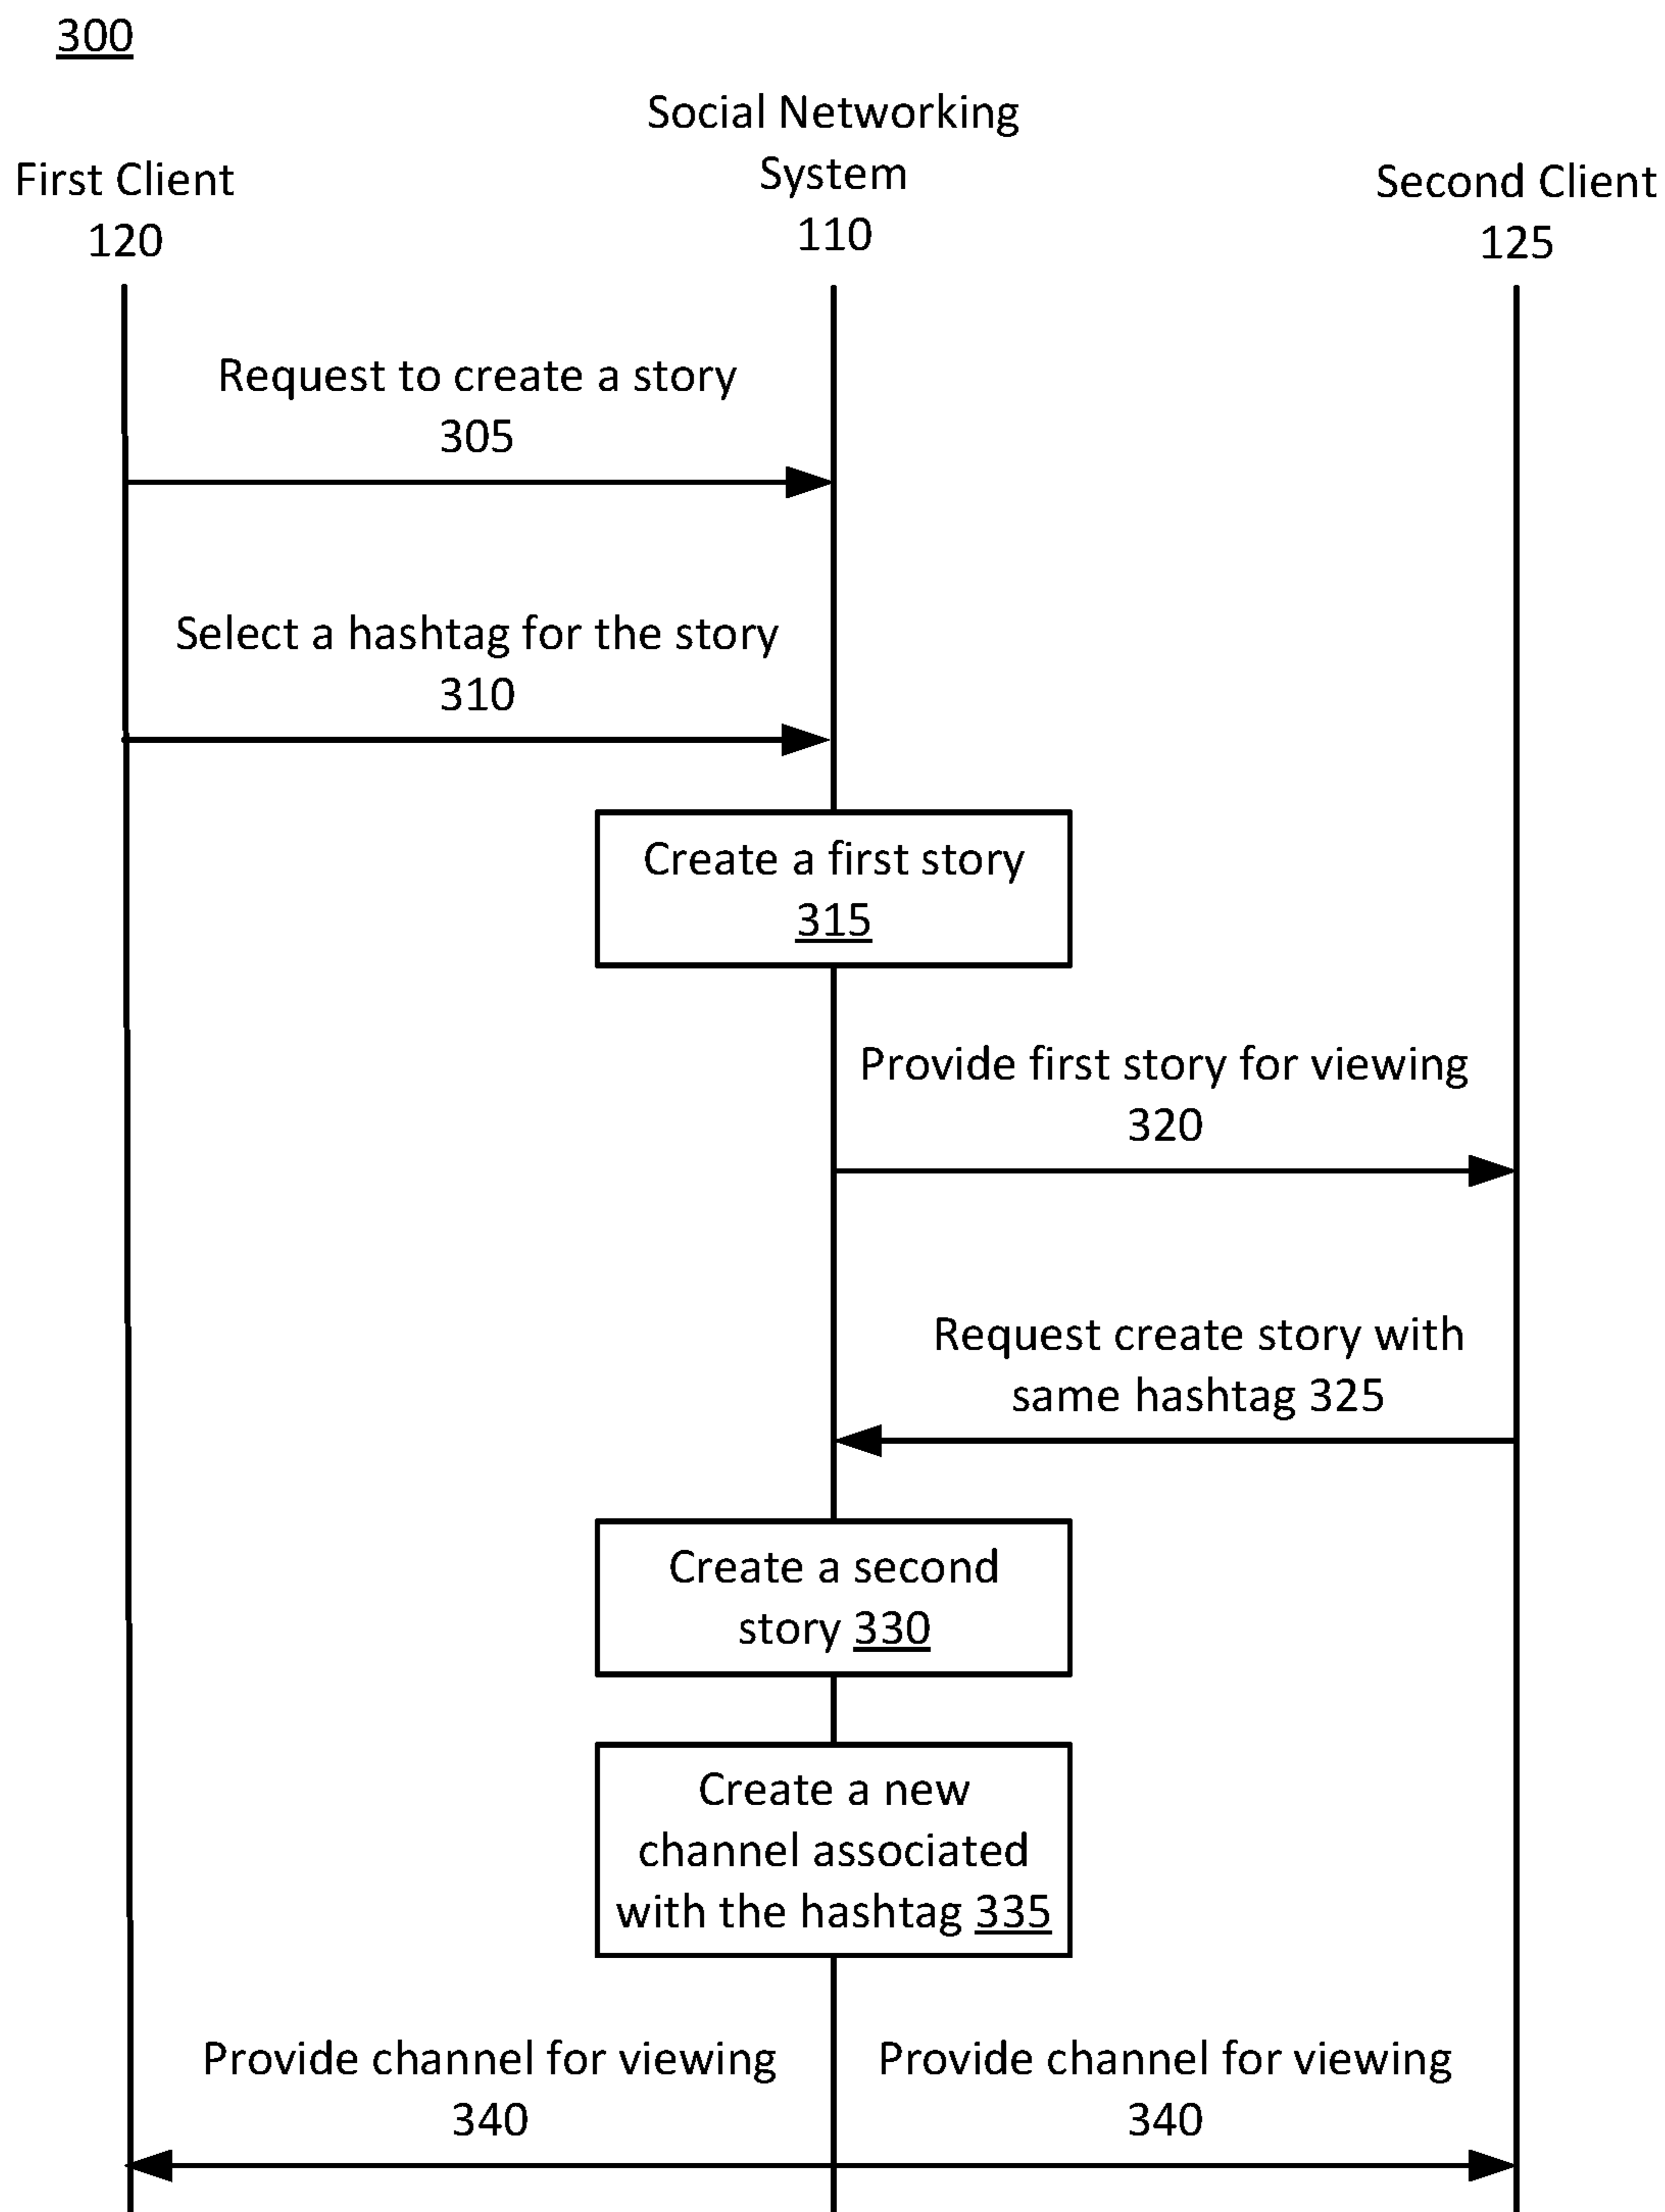 300
Social Networking
System
110
First Client
120
Second Client
125
Request to create a story
305
Select a hashtag for the story
310
Create a first story
315
Provide first story for viewing
320
Request create story with
same hashtag 325
Create a second
story 330
Create a new
channel associated
with the hashtag 335
Provide channel for viewing
340
Provide channel for viewing
340